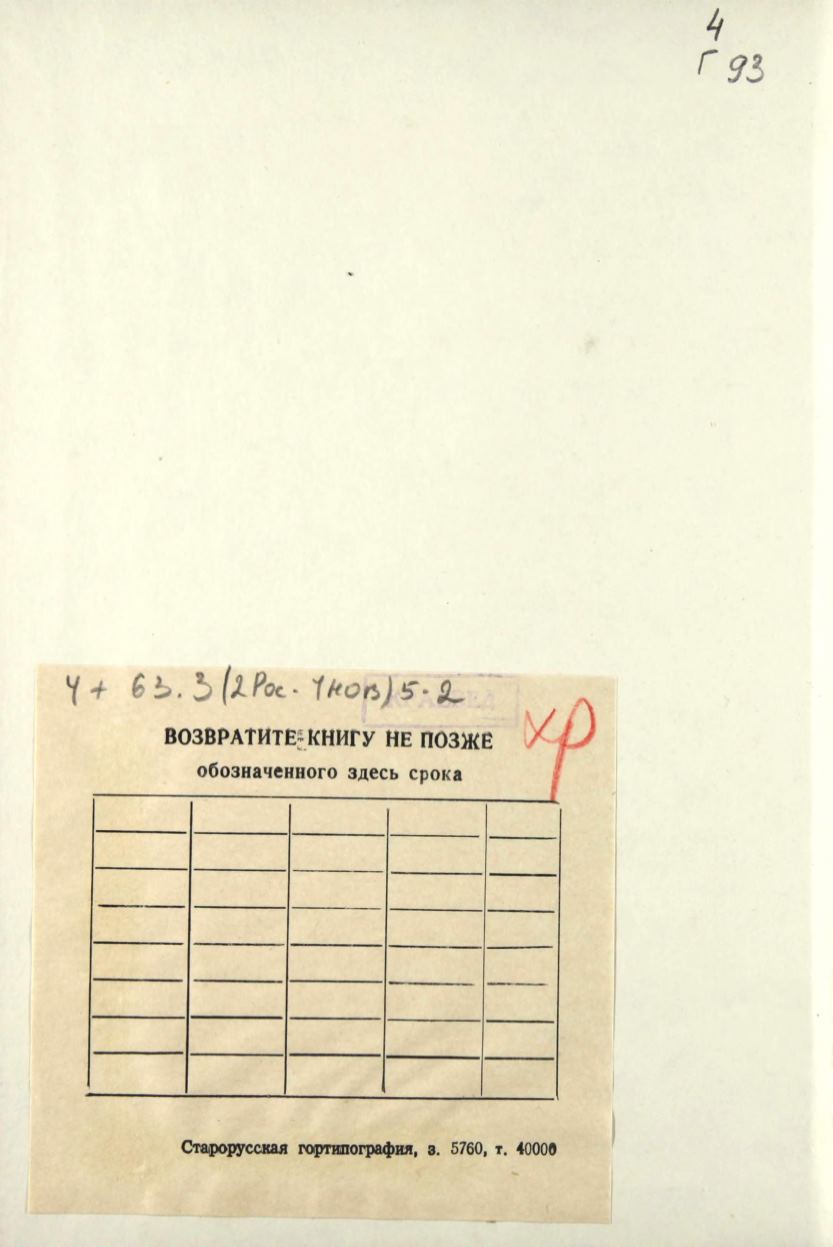 4
Г 93
Ч+ 63.3(2Рос-4Нов)5-2
хр
ВОЗВРАТИТЕ КНИГУ НЕ ПОЗЖЕ
обозначенного здесь срока
Старорусская гортипография, з. 5760, т. 40000